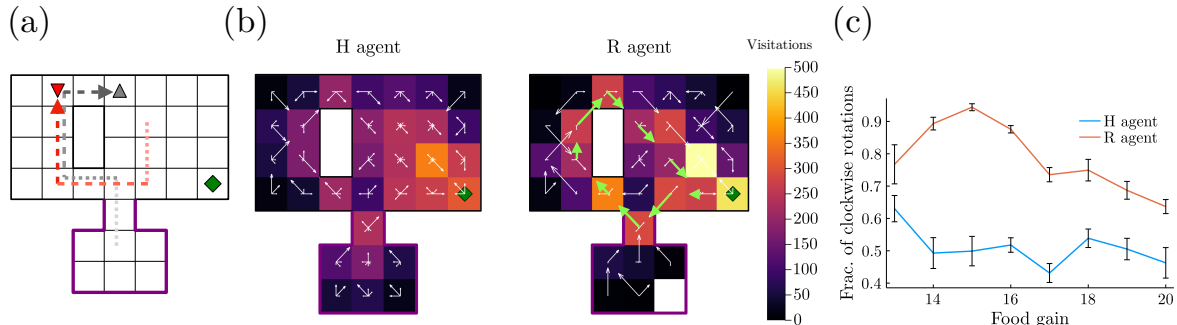 (a)
(b)
H agent
R agent
Visitations
500
450
400
350
300
250
200
150
100
50
0
(c)
Frac. of clockwise rotations
0.9
0.8
0.7
0.6
0.5
0.4
H agent
R agent
14
16
18
20
Food gain